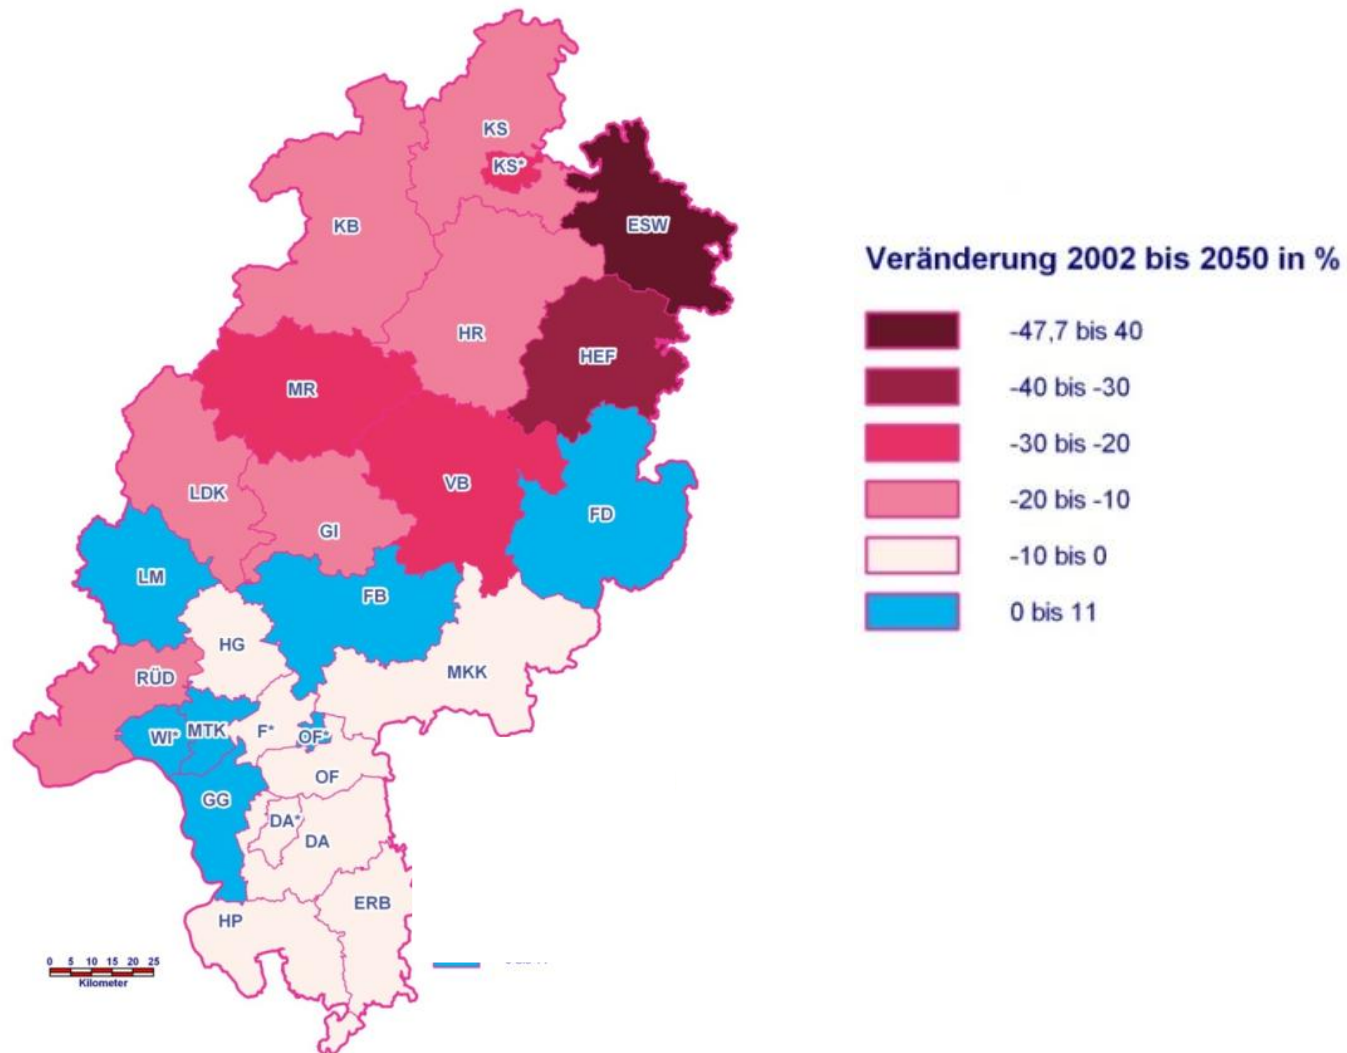 KS
KS*
KB
ESW
HR
HEF
MR
VB
LDK
GI
FD
LM
FB
HG
MKK
RÜD
WI*
MTK
F*
OF*
OF
GG
DA*
DA
ERB
HP
Veränderung 2002 bis 2050 in %
-47,7 bis 40
-40 bis -30
-30 bis -20
-20 bis -10
-10 bis 0
0 bis 11
0 5 10 15 20 25
Kilometer